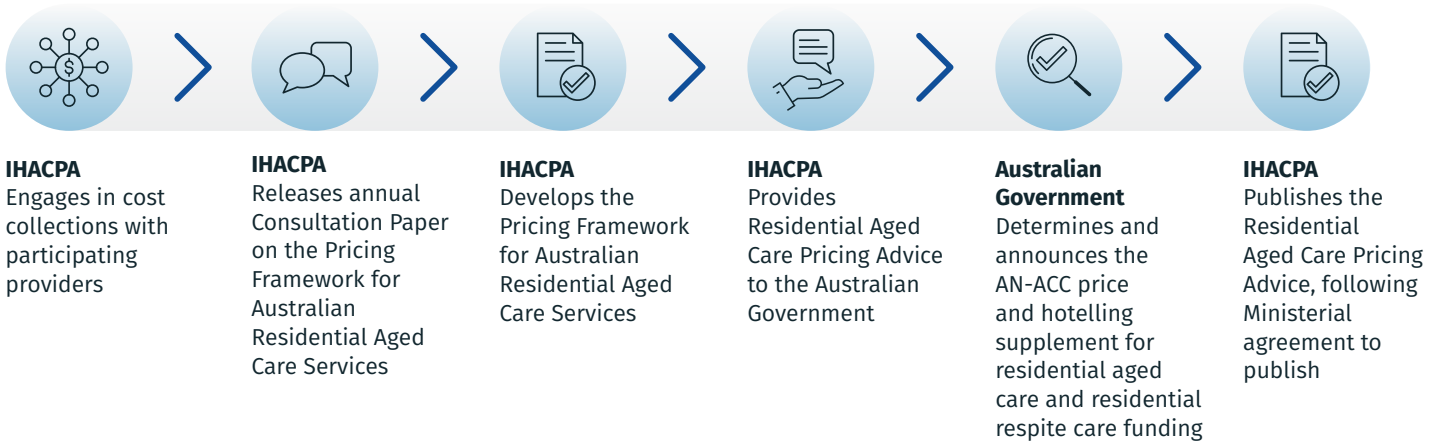 $
IHACPA
Engages in cost
collections with
participating
providers
IHACPA
Releases annual
Consultation Paper
on the Pricing
Framework for
Australian
Residential Aged
Care Services
IHACPA
Develops the
Pricing Framework
for Australian
Residential Aged
Care Services
IHACPA
Provides
Residential Aged
Care Pricing Advice
to the Australian
Government
Australian
Government
Determines and
announces the
AN-ACC price
and hotelling
supplement for
residential aged
care and residential
respite care funding
IHACPA
Publishes the
Residential
Aged Care Pricing
Advice, following
Ministerial
agreement to
publish